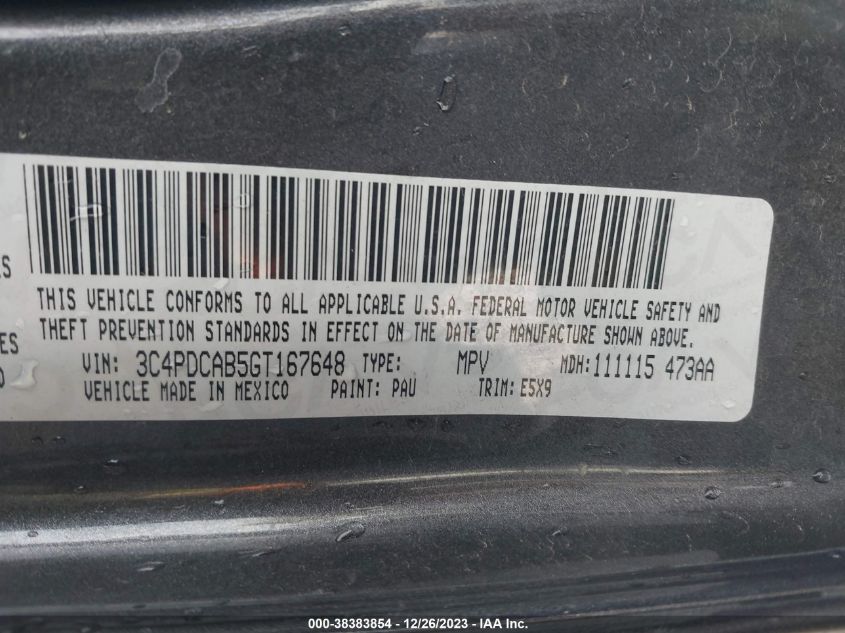 THIS VEHICLE CONFORMS TO ALL APPLICABLE U.S.A. FEDERAL MOTOR VEHICLE SAFETY AND
THEFT PREVENTION STANDARDS IN EFFECT ON THE DATE OF MANUFACTURE SHOWN ABOVE.
VIN: 3C4PDCAB5GT167648 TYPE: MPV MDH:111115 473AA
VEHICLE MADE IN MEXICO PAINT: PAU TRIM: E5X9
000-38383854 - 12/26/2023 - IAA Inc.